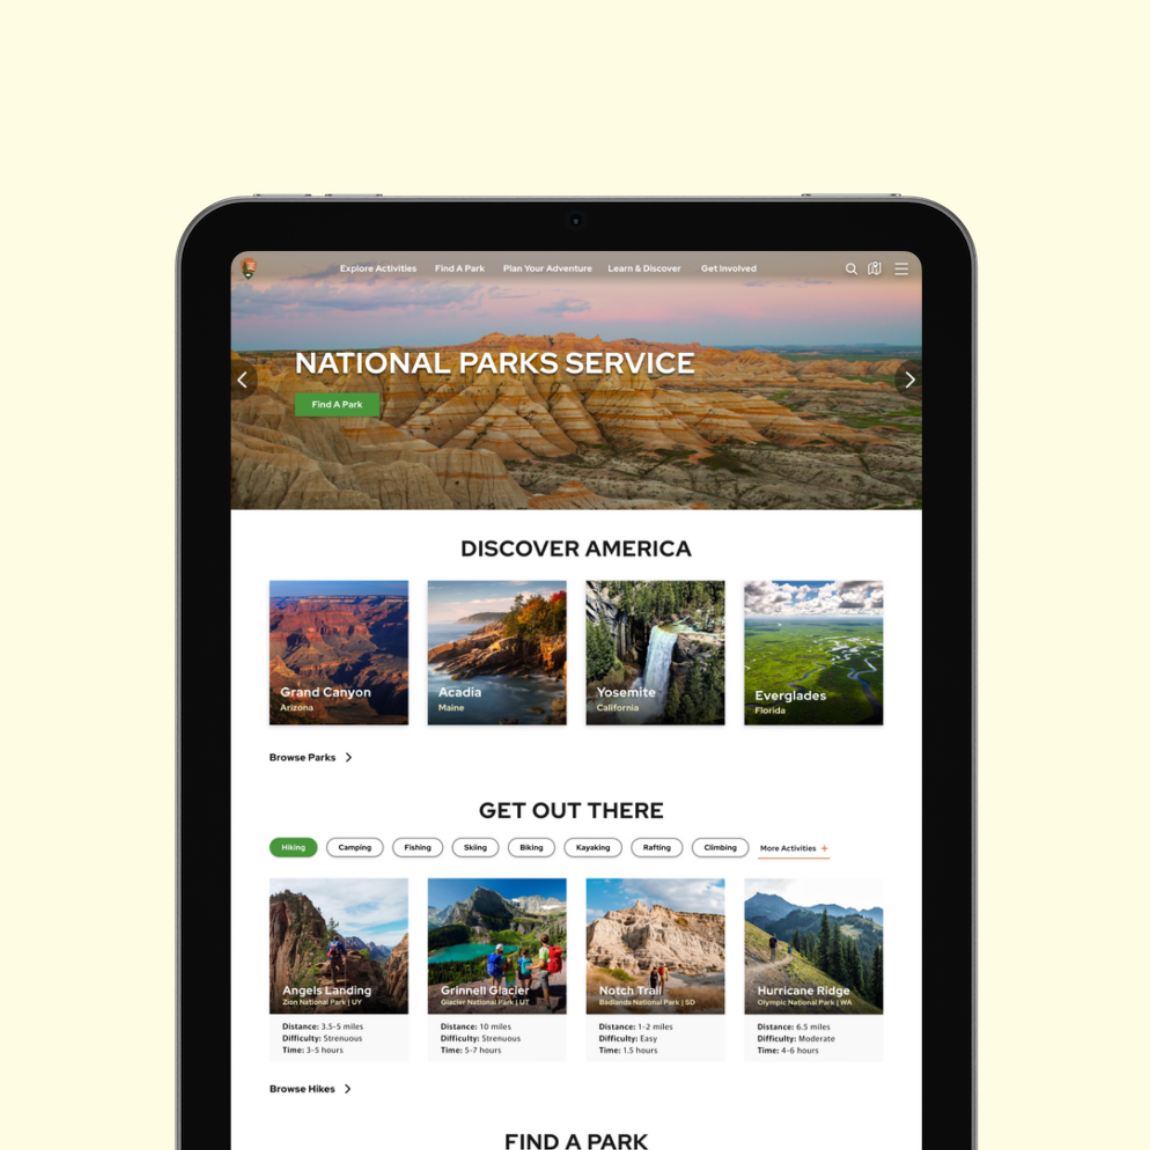 Explore Activities Find A Park Plan Your Adventure Learn & Discover Get Involved
NATIONAL PARKS SERVICE
Find A Park
DISCOVER AMERICA
Grand Canyon
Arizona
Acadia
Maine
Yosemite
California
Everglades
Florida
Browse Parks
GET OUT THERE
Hiking Camping Fishing Skiing Biking Kayaking Rafting Climbing More Activities +
Angels Landing
Zion National Park | UY
Distance: 3.5-5 miles
Difficulty: Strenuous
Time: 3-5 hours
Grinnell Glacier
Glacier National Park | UT
Distance: 10 miles
Difficulty: Strenuous
Time: 5-7 hours
Notch Trail
Badlands National Park | SD
Distance: 1-2 miles
Difficulty: Easy
Time: 1.5 hours
Hurricane Ridge
Olympic National Park | WA
Distance: 6.5 miles
Difficulty: Moderate
Time: 4-6 hours
Browse Hikes
FIND A PARK